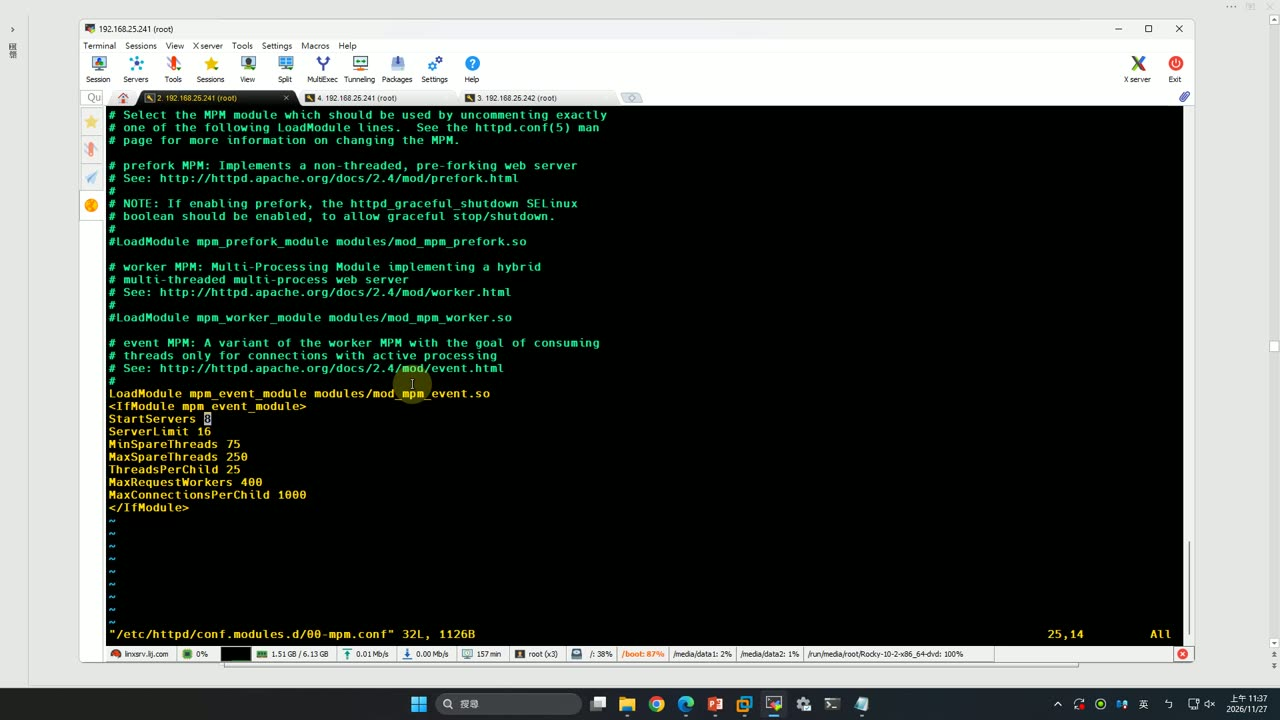 192.168.25.241 (root)
Terminal Sessions View X server Tools Settings Macros Help
Session Servers Tools Sessions View Split MultiExec Tunneling Packages Settings Help X server Exit
Qu 2. 192.168.25.241 (root) 4. 192.168.25.241 (root) 3. 192.168.25.242 (root)
# Select the MPM module which should be used by uncommenting exactly
# one of the following LoadModule lines.  See the httpd.conf(5) man
# page for more information on changing the MPM.
# prefork MPM: Implements a non-threaded, pre-forking web server
# See: http://httpd.apache.org/docs/2.4/mod/prefork.html
#
# NOTE: If enabling prefork, the httpd_graceful_shutdown SELinux
# boolean should be enabled, to allow graceful stop/shutdown.
#
#LoadModule mpm_prefork_module modules/mod_mpm_prefork.so
# worker MPM: Multi-Processing Module implementing a hybrid
# multi-threaded multi-process web server
# See: http://httpd.apache.org/docs/2.4/mod/worker.html
#
#LoadModule mpm_worker_module modules/mod_mpm_worker.so
# event MPM: A variant of the worker MPM with the goal of consuming
# threads only for connections with active processing
# See: http://httpd.apache.org/docs/2.4/mod/event.html
#
LoadModule mpm_event_module modules/mod_mpm_event.so
<IfModule mpm_event_module>
StartServers 8
ServerLimit 16
MinSpareThreads 75
MaxSpareThreads 250
ThreadsPerChild 25
MaxRequestWorkers 400
MaxConnectionsPerChild 1000
</IfModule>
~
~
~
~
~
~
~
~
~
"/etc/httpd/conf.modules.d/00-mpm.conf" 32L, 1126B 25,14 All
linxsrv.lij.com 0% 1.51 GB / 6.13 GB 0.01 Mb/s 0.00 Mb/s 157 min root (x3) /: 38% /boot: 87% /media/data1: 2% /media/data2: 1% /run/media/root/Rocky-10-2-x86_64-dvd: 100%
搜尋 英 ㄅ 上午 11:37
2026/11/27